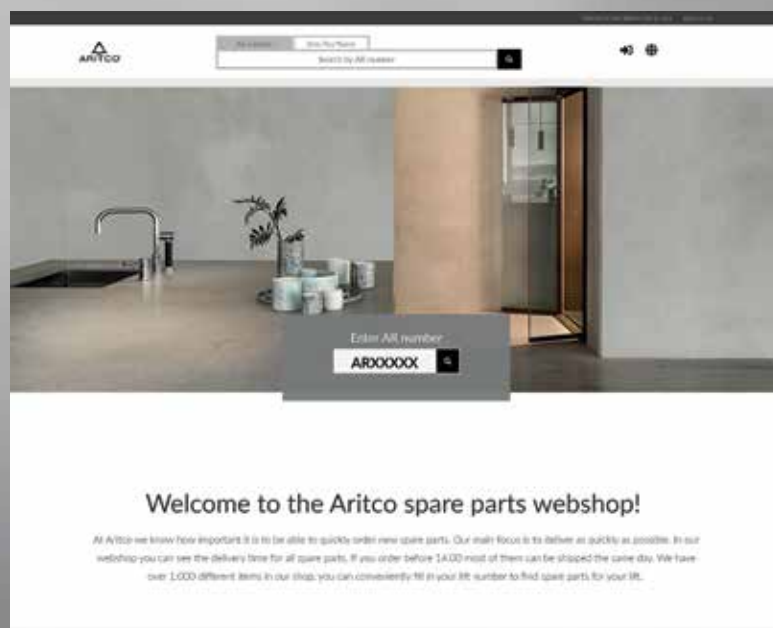 ARITCO
Search by AR number
Enter AR number
ARXXXXX
Welcome to the Aritco spare parts webshop!
At Aritco we know how important it is to be able to quickly order new spare parts. Our main focus is to deliver as quickly as possible. In our
webshop you can see the delivery time for all spare parts. If you order before 14:00 most of them can be shipped the same day. We have
over 1.000 different items in our shop, you can conveniently fill in your lift number to find spare parts for your lift.